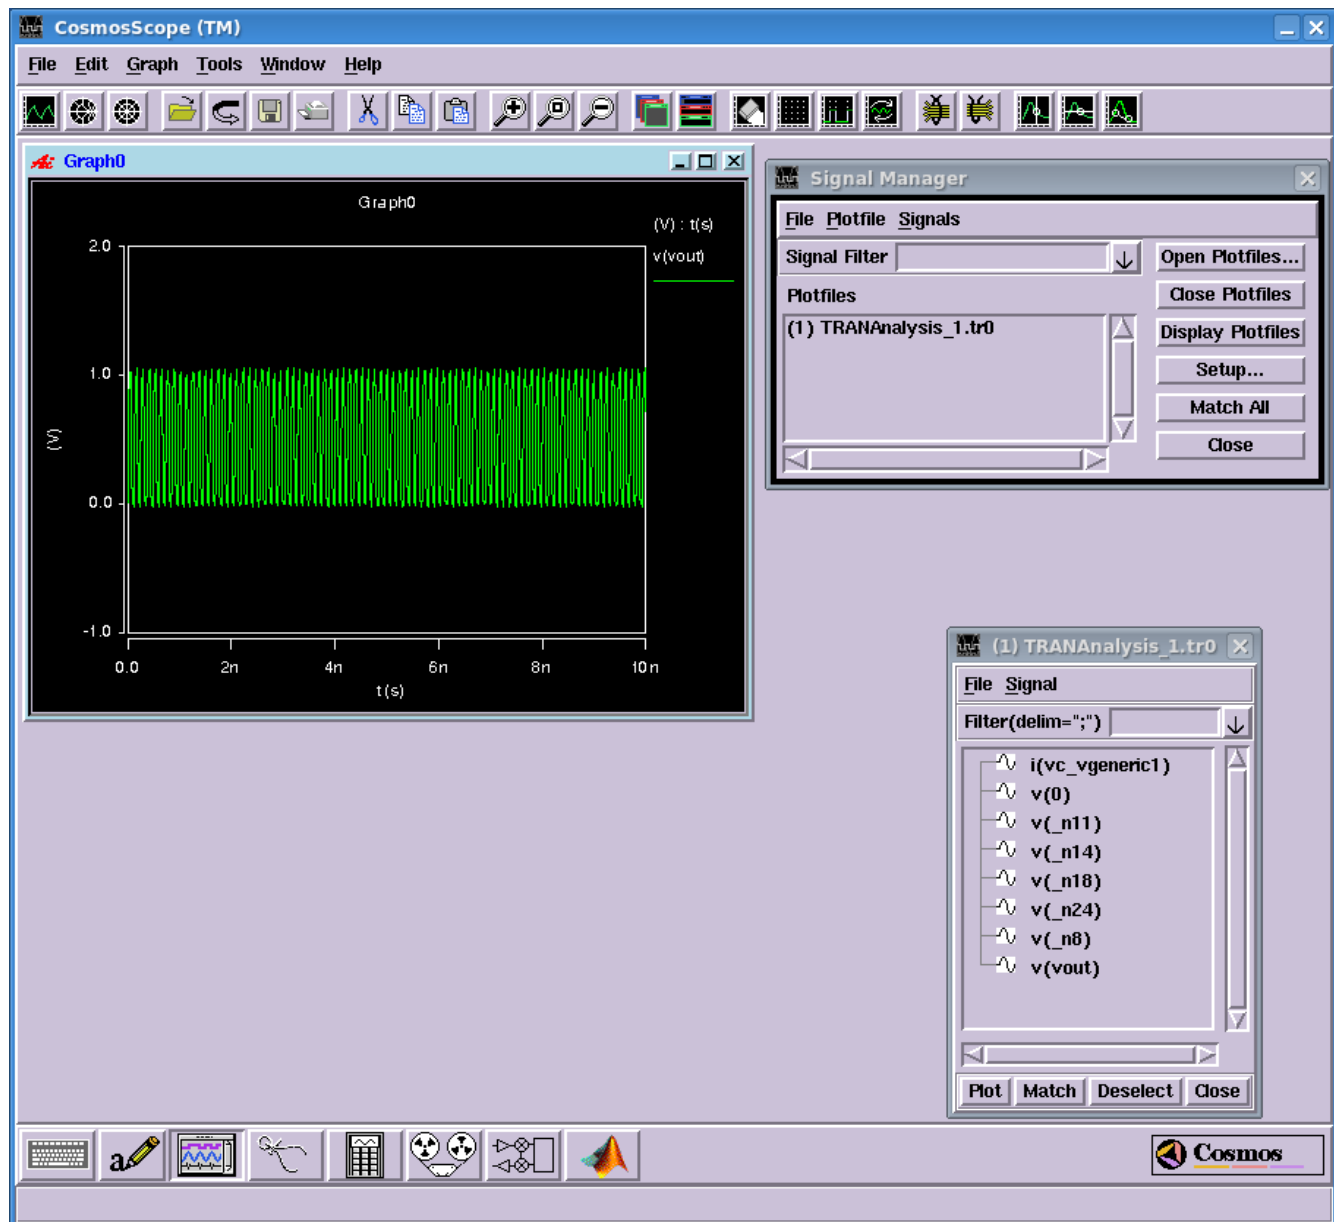 CosmosScope (TM)
File Edit Graph Tools Window Help
Graph0
Graph0
(V) : t(s)
v(vout)
2.0
1.0
0.0
-1.0
(V)
0.0 2n 4n 6n 8n 10n
t(s)
Signal Manager
File Plotfile Signals
Signal Filter
Open Plotfiles...
Plotfiles
Close Plotfiles
(1) TRANAnalysis_1.tr0
Display Plotfiles
Setup...
Match All
Close
(1) TRANAnalysis_1.tr0
File Signal
Filter(delim=";")
i(vc_vgeneric1)
v(0)
v(_n11)
v(_n14)
v(_n18)
v(_n24)
v(_n8)
v(vout)
Plot Match Deselect Close
a
Cosmos